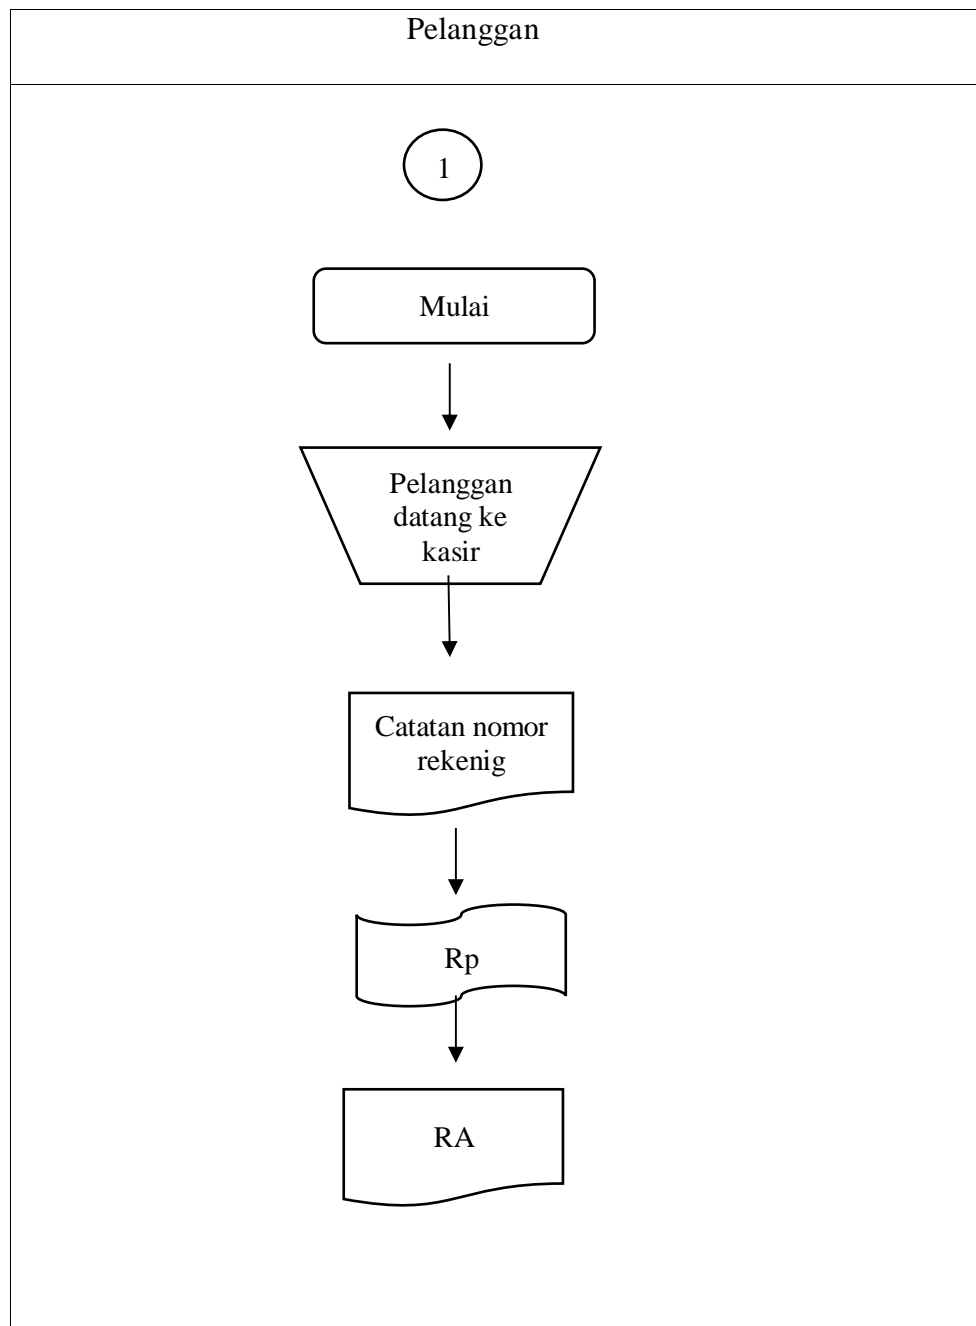 Pelanggan
1
Mulai
Pelanggan
datang ke
kasir
Catatan nomor
rekenig
Rp
RA